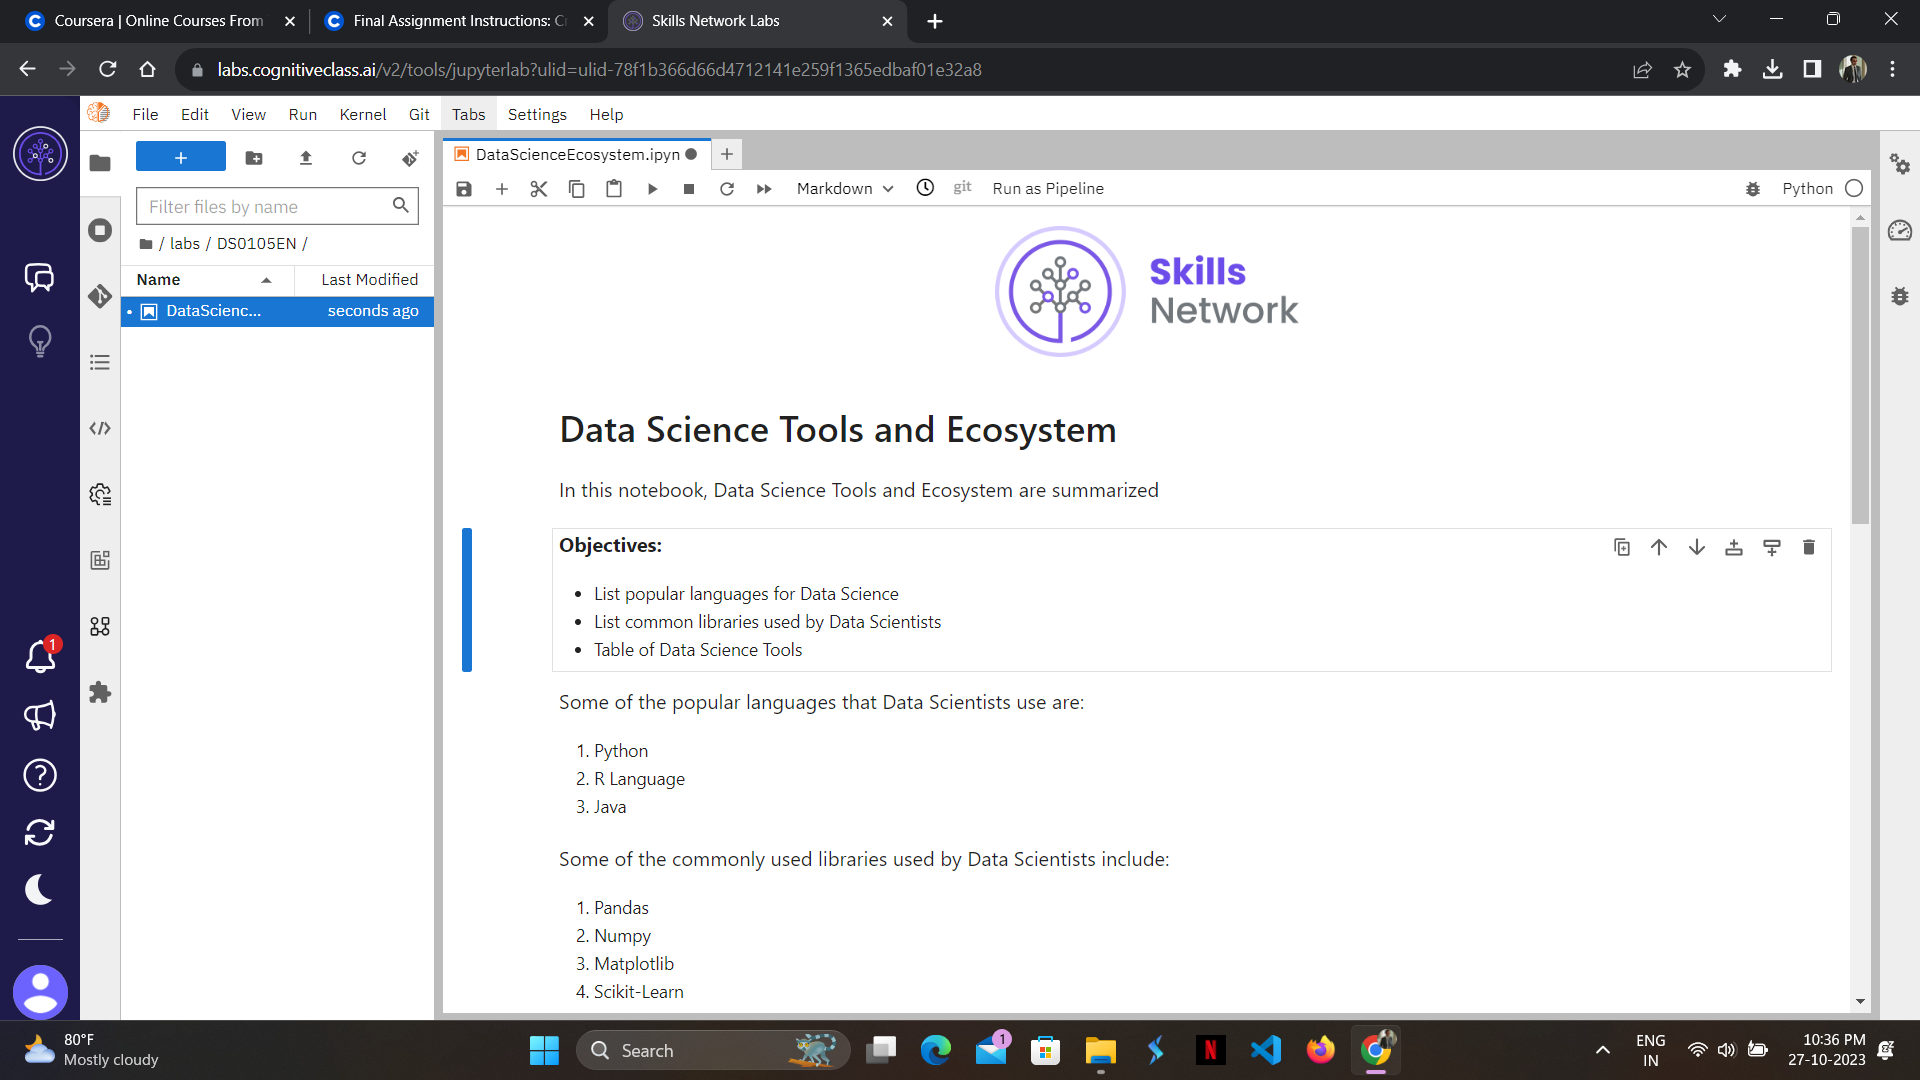 Coursera | Online Courses From
Final Assignment Instructions: Cr
Skills Network Labs
labs.cognitiveclass.ai/v2/tools/jupyterlab?ulid=ulid-78f1b366d66d4712141e259f1365edbaf01e32a8
File Edit View Run Kernel Git Tabs Settings Help
DataScienceEcosystem.ipyn
Markdown
git
Run as Pipeline
Python
Filter files by name
/ labs / DS0105EN /
Name Last Modified
DataScienc... seconds ago
Skills
Network
Data Science Tools and Ecosystem
In this notebook, Data Science Tools and Ecosystem are summarized
Objectives:
• List popular languages for Data Science
• List common libraries used by Data Scientists
• Table of Data Science Tools
Some of the popular languages that Data Scientists use are:
1. Python
2. R Language
3. Java
Some of the commonly used libraries used by Data Scientists include:
1. Pandas
2. Numpy
3. Matplotlib
4. Scikit-Learn
1
80°F
Mostly cloudy
Search
1
N
ENG
IN
10:36 PM
27-10-2023